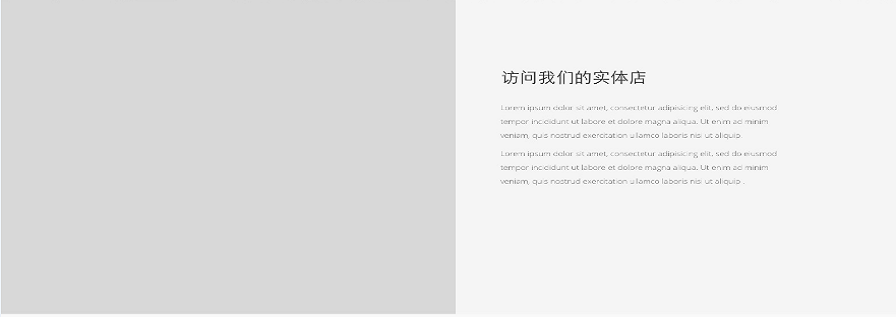 访问我们的实体店
Lorem ipsum dolor sit amet, consectetur adipisicing elit, sed do eiusmod
tempor incididunt ut labore et dolore magna aliqua. Ut enim ad minim
veniam, quis nostrud exercitation ullamco laboris nisi ut aliquip.
Lorem ipsum dolor sit amet, consectetur adipisicing elit, sed do eiusmod
tempor incididunt ut labore et dolore magna aliqua. Ut enim ad minim
veniam, quis nostrud exercitation ullamco laboris nisi ut aliquip .